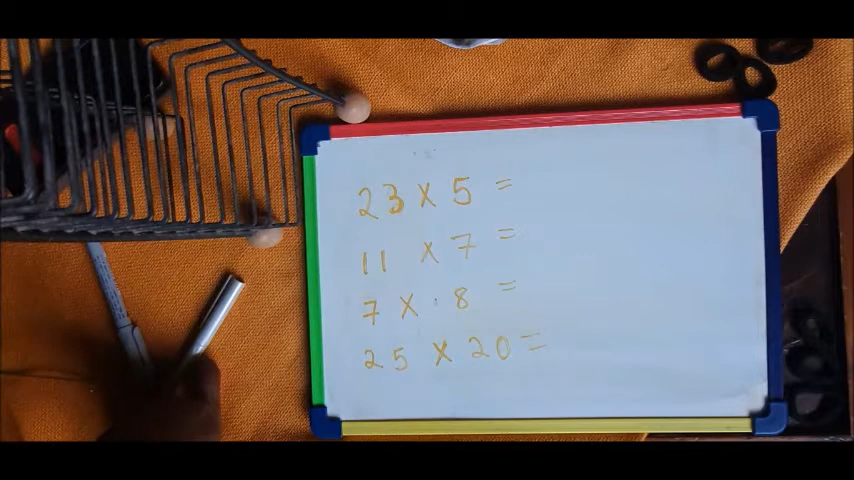 23 × 5 =
11 × 7 =
7 × 8 =
25 × 20 =